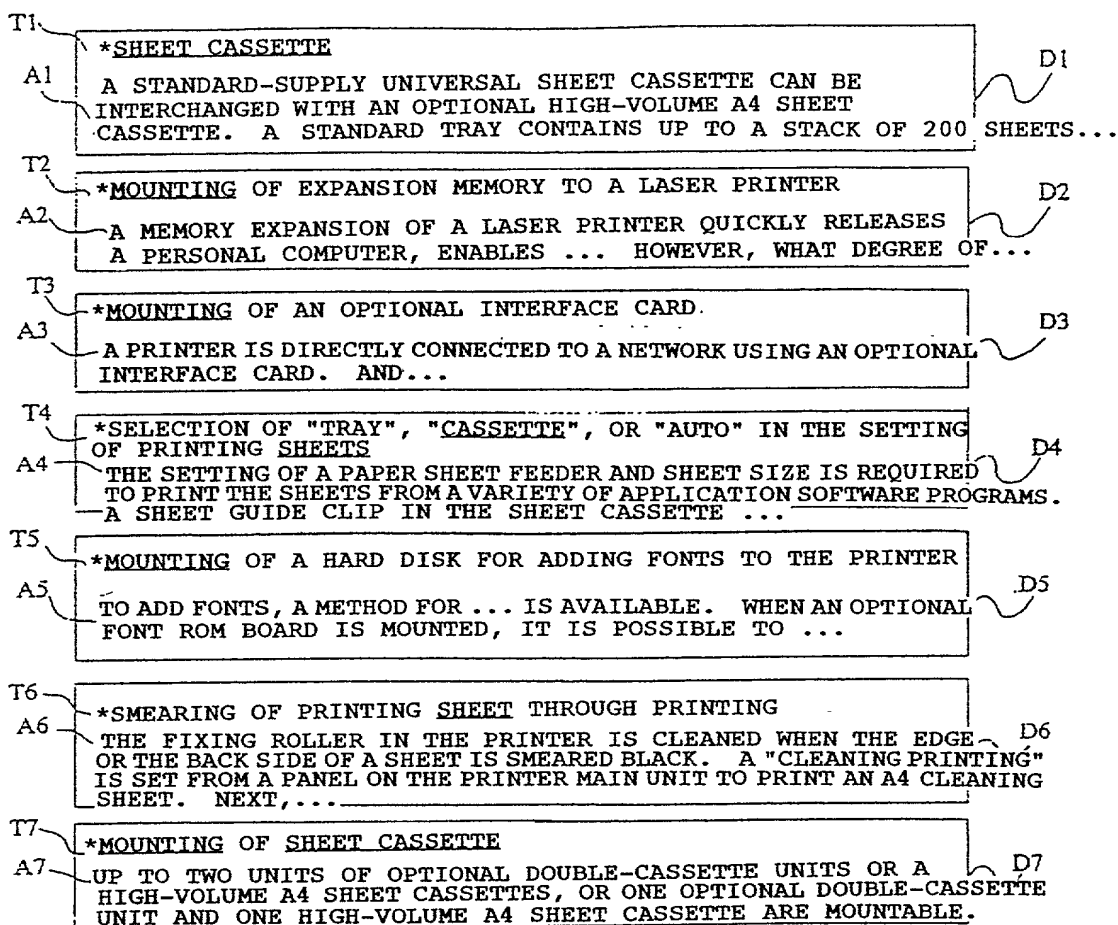 T1
*SHEET CASSETTE
D1
A1
A STANDARD-SUPPLY UNIVERSAL SHEET CASSETTE CAN BE
INTERCHANGED WITH AN OPTIONAL HIGH-VOLUME A4 SHEET
CASSETTE. A STANDARD TRAY CONTAINS UP TO A STACK OF 200 SHEETS...
T2
*MOUNTING OF EXPANSION MEMORY TO A LASER PRINTER
D2
A2
A MEMORY EXPANSION OF A LASER PRINTER QUICKLY RELEASES
A PERSONAL COMPUTER, ENABLES ... HOWEVER, WHAT DEGREE OF...
T3
*MOUNTING OF AN OPTIONAL INTERFACE CARD.
D3
A3
A PRINTER IS DIRECTLY CONNECTED TO A NETWORK USING AN OPTIONAL
INTERFACE CARD. AND...
T4
*SELECTION OF "TRAY", "CASSETTE", OR "AUTO" IN THE SETTING
OF PRINTING SHEETS
D4
A4
THE SETTING OF A PAPER SHEET FEEDER AND SHEET SIZE IS REQUIRED
TO PRINT THE SHEETS FROM A VARIETY OF APPLICATION SOFTWARE PROGRAMS.
A SHEET GUIDE CLIP IN THE SHEET CASSETTE ...
T5
*MOUNTING OF A HARD DISK FOR ADDING FONTS TO THE PRINTER
D5
A5
TO ADD FONTS, A METHOD FOR ... IS AVAILABLE. WHEN AN OPTIONAL
FONT ROM BOARD IS MOUNTED, IT IS POSSIBLE TO ...
T6
*SMEARING OF PRINTING SHEET THROUGH PRINTING
A6
THE FIXING ROLLER IN THE PRINTER IS CLEANED WHEN THE EDGE
D6
OR THE BACK SIDE OF A SHEET IS SMEARED BLACK. A "CLEANING PRINTING"
IS SET FROM A PANEL ON THE PRINTER MAIN UNIT TO PRINT AN A4 CLEANING
SHEET. NEXT,...
T7
*MOUNTING OF SHEET CASSETTE
D7
A7
UP TO TWO UNITS OF OPTIONAL DOUBLE-CASSETTE UNITS OR A
HIGH-VOLUME A4 SHEET CASSETTES, OR ONE OPTIONAL DOUBLE-CASSETTE
UNIT AND ONE HIGH-VOLUME A4 SHEET CASSETTE ARE MOUNTABLE.